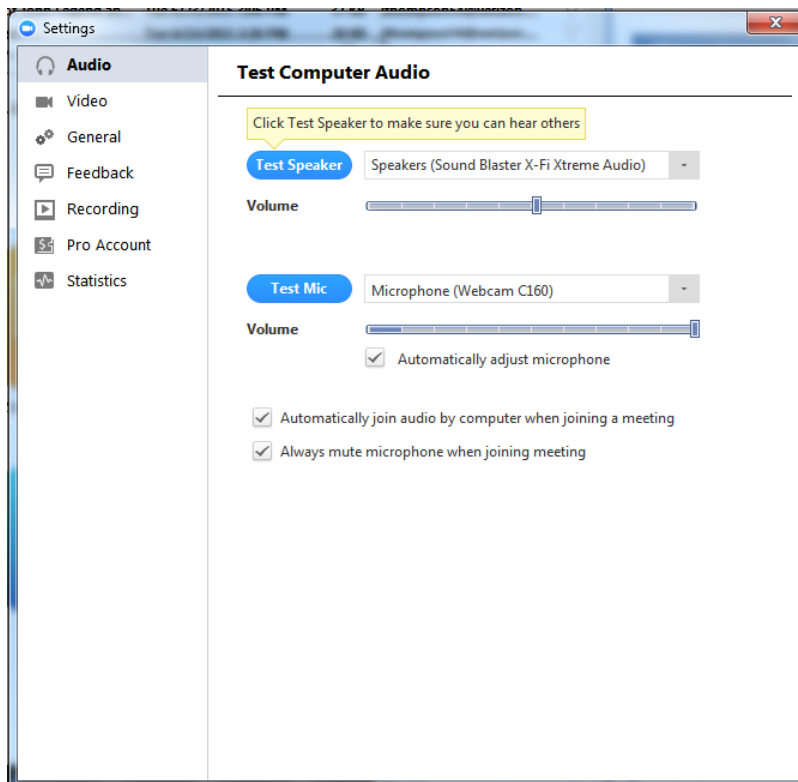 Settings
Audio
Video
General
Feedback
Recording
Pro Account
Statistics
Test Computer Audio
Click Test Speaker to make sure you can hear others
Test Speaker
Speakers (Sound Blaster X-Fi Xtreme Audio)
Volume
Test Mic
Microphone (Webcam C160)
Volume
Automatically adjust microphone
Automatically join audio by computer when joining a meeting
Always mute microphone when joining meeting